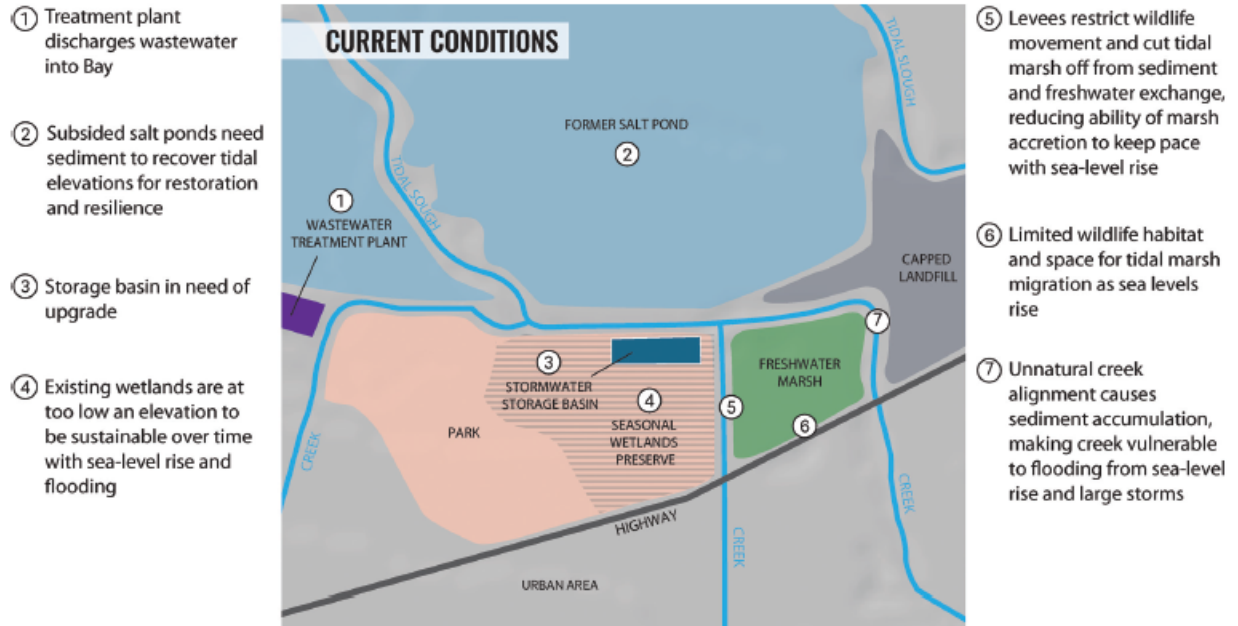 ① Treatment plant
discharges wastewater
into Bay
② Subsided salt ponds need
sediment to recover tidal
elevations for restoration
and resilience
③ Storage basin in need of
upgrade
④ Existing wetlands are at
too low an elevation to
be sustainable over time
with sea-level rise and
flooding
CURRENT CONDITIONS
TIDAL SLOUGH
FORMER SALT POND
②
TIDAL SLOUGH
①
WASTEWATER
TREATMENT PLANT
CAPPED
LANDFILL
⑦
③
STORMWATER
STORAGE BASIN
FRESHWATER
MARSH
④
⑤
SEASONAL
WETLANDS
PRESERVE
⑥
PARK
CREEK
CREEK
HIGHWAY
CREEK
URBAN AREA
⑤ Levees restrict wildlife
movement and cut tidal
marsh off from sediment
and freshwater exchange,
reducing ability of marsh
accretion to keep pace
with sea-level rise
⑥ Limited wildlife habitat
and space for tidal marsh
migration as sea levels
rise
⑦ Unnatural creek
alignment causes
sediment accumulation,
making creek vulnerable
to flooding from sea-level
rise and large storms